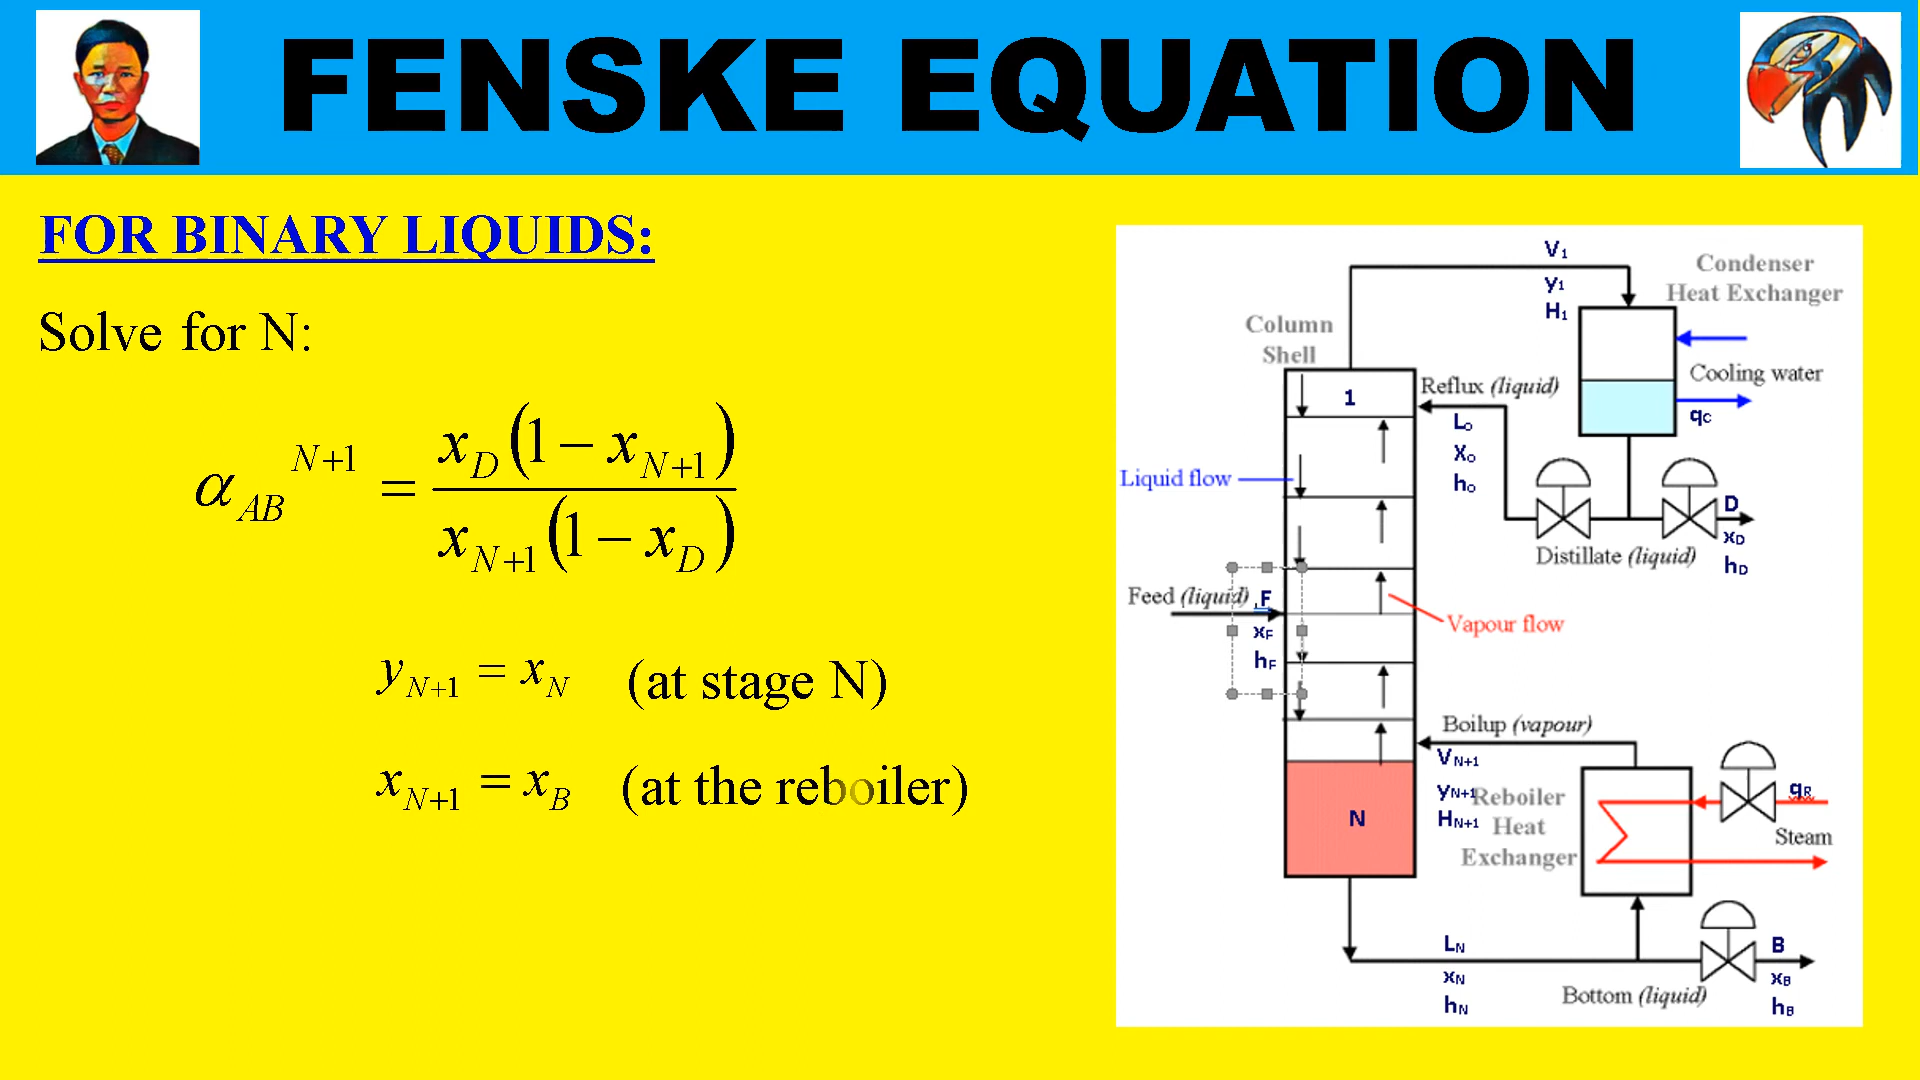 FENSKE EQUATION
FOR BINARY LIQUIDS:
Solve for N:
α_{AB}^{N+1} = \frac{x_D(1 − x_{N+1})}{x_{N+1}(1 − x_D)}
y_{N+1} = x_N (at stage N)
x_{N+1} = x_B (at the reboiler)
V₁
y₁
H₁
Condenser
Heat Exchanger
Column
Shell
1
Reflux (liquid)
L₀
X₀
h₀
Cooling water
q_C
Liquid flow
D
x_D
h_D
Distillate (liquid)
Feed (liquid)
F
x_F
h_F
Vapour flow
Boilup (vapour)
V_{N+1}
y_{N+1}
H_{N+1}
Reboiler
Heat
Exchanger
q_R
Steam
N
L_N
x_N
h_N
B
x_B
h_B
Bottom (liquid)